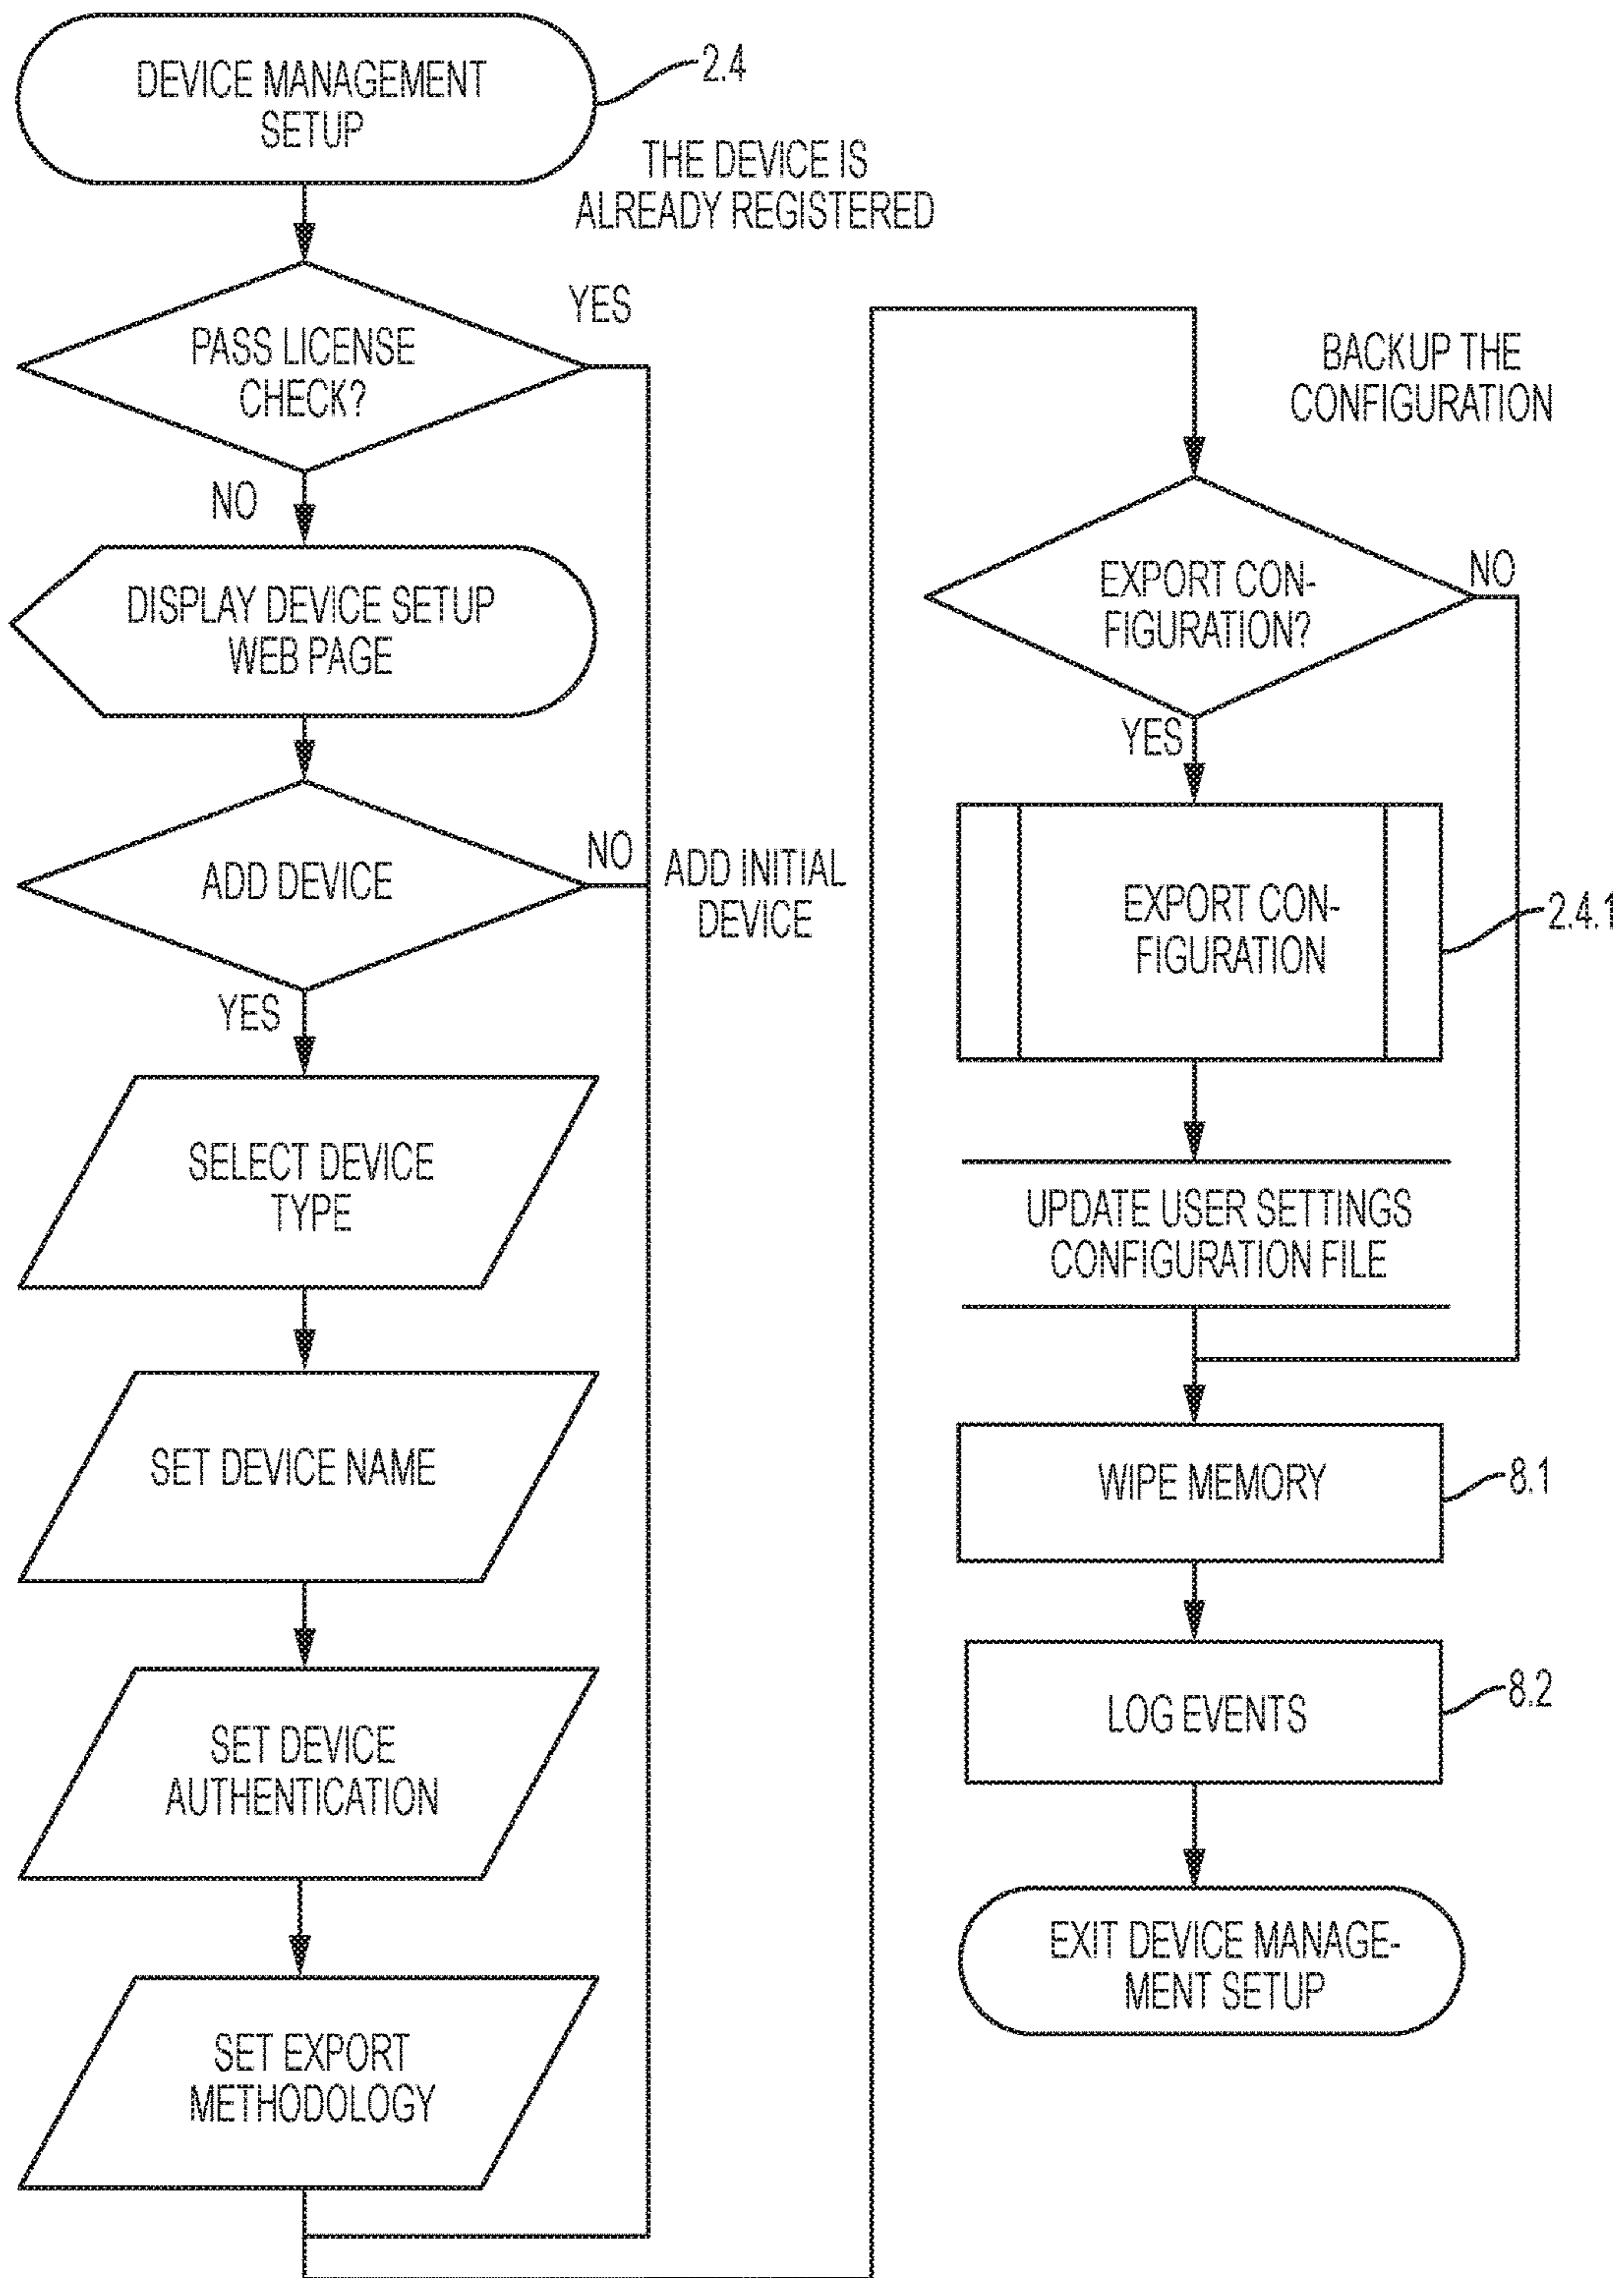 DEVICE MANAGEMENT
SETUP
2.4
THE DEVICE IS
ALREADY REGISTERED
PASS LICENSE
CHECK?
YES
NO
DISPLAY DEVICE SETUP
WEB PAGE
ADD DEVICE
NO
ADD INITIAL
DEVICE
YES
SELECT DEVICE
TYPE
SET DEVICE NAME
SET DEVICE
AUTHENTICATION
SET EXPORT
METHODOLOGY
BACKUP THE
CONFIGURATION
EXPORT CON-
FIGURATION?
NO
YES
EXPORT CON-
FIGURATION
2.4.1
UPDATE USER SETTINGS
CONFIGURATION FILE
WIPE MEMORY
8.1
LOG EVENTS
8.2
EXIT DEVICE MANAGE-
MENT SETUP